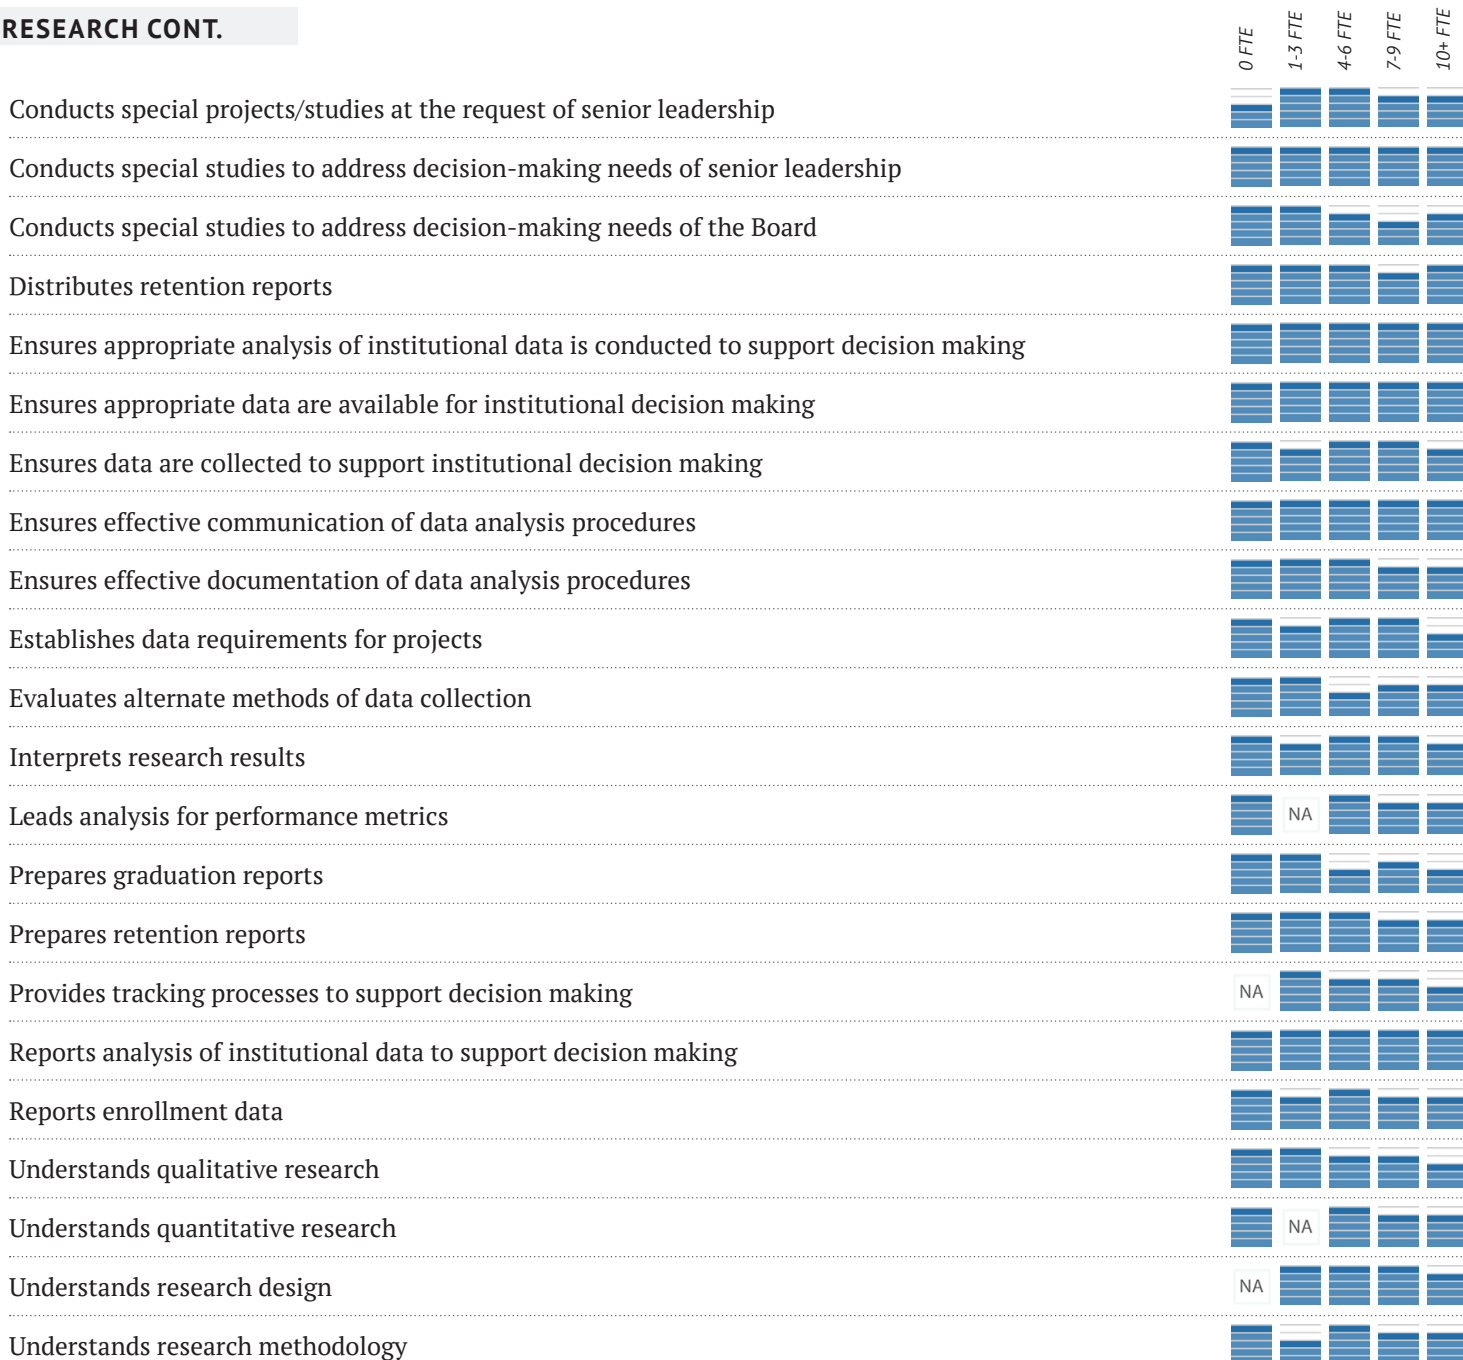 RESEARCH CONT.
0 FTE 1-3 FTE 4-6 FTE 7-9 FTE 10+ FTE
Conducts special projects/studies at the request of senior leadership
Conducts special studies to address decision-making needs of senior leadership
Conducts special studies to address decision-making needs of the Board
Distributes retention reports
Ensures appropriate analysis of institutional data is conducted to support decision making
Ensures appropriate data are available for institutional decision making
Ensures data are collected to support institutional decision making
Ensures effective communication of data analysis procedures
Ensures effective documentation of data analysis procedures
Establishes data requirements for projects
Evaluates alternate methods of data collection
Interprets research results
Leads analysis for performance metrics NA
Prepares graduation reports
Prepares retention reports
Provides tracking processes to support decision making NA
Reports analysis of institutional data to support decision making
Reports enrollment data
Understands qualitative research
Understands quantitative research NA
Understands research design NA
Understands research methodology